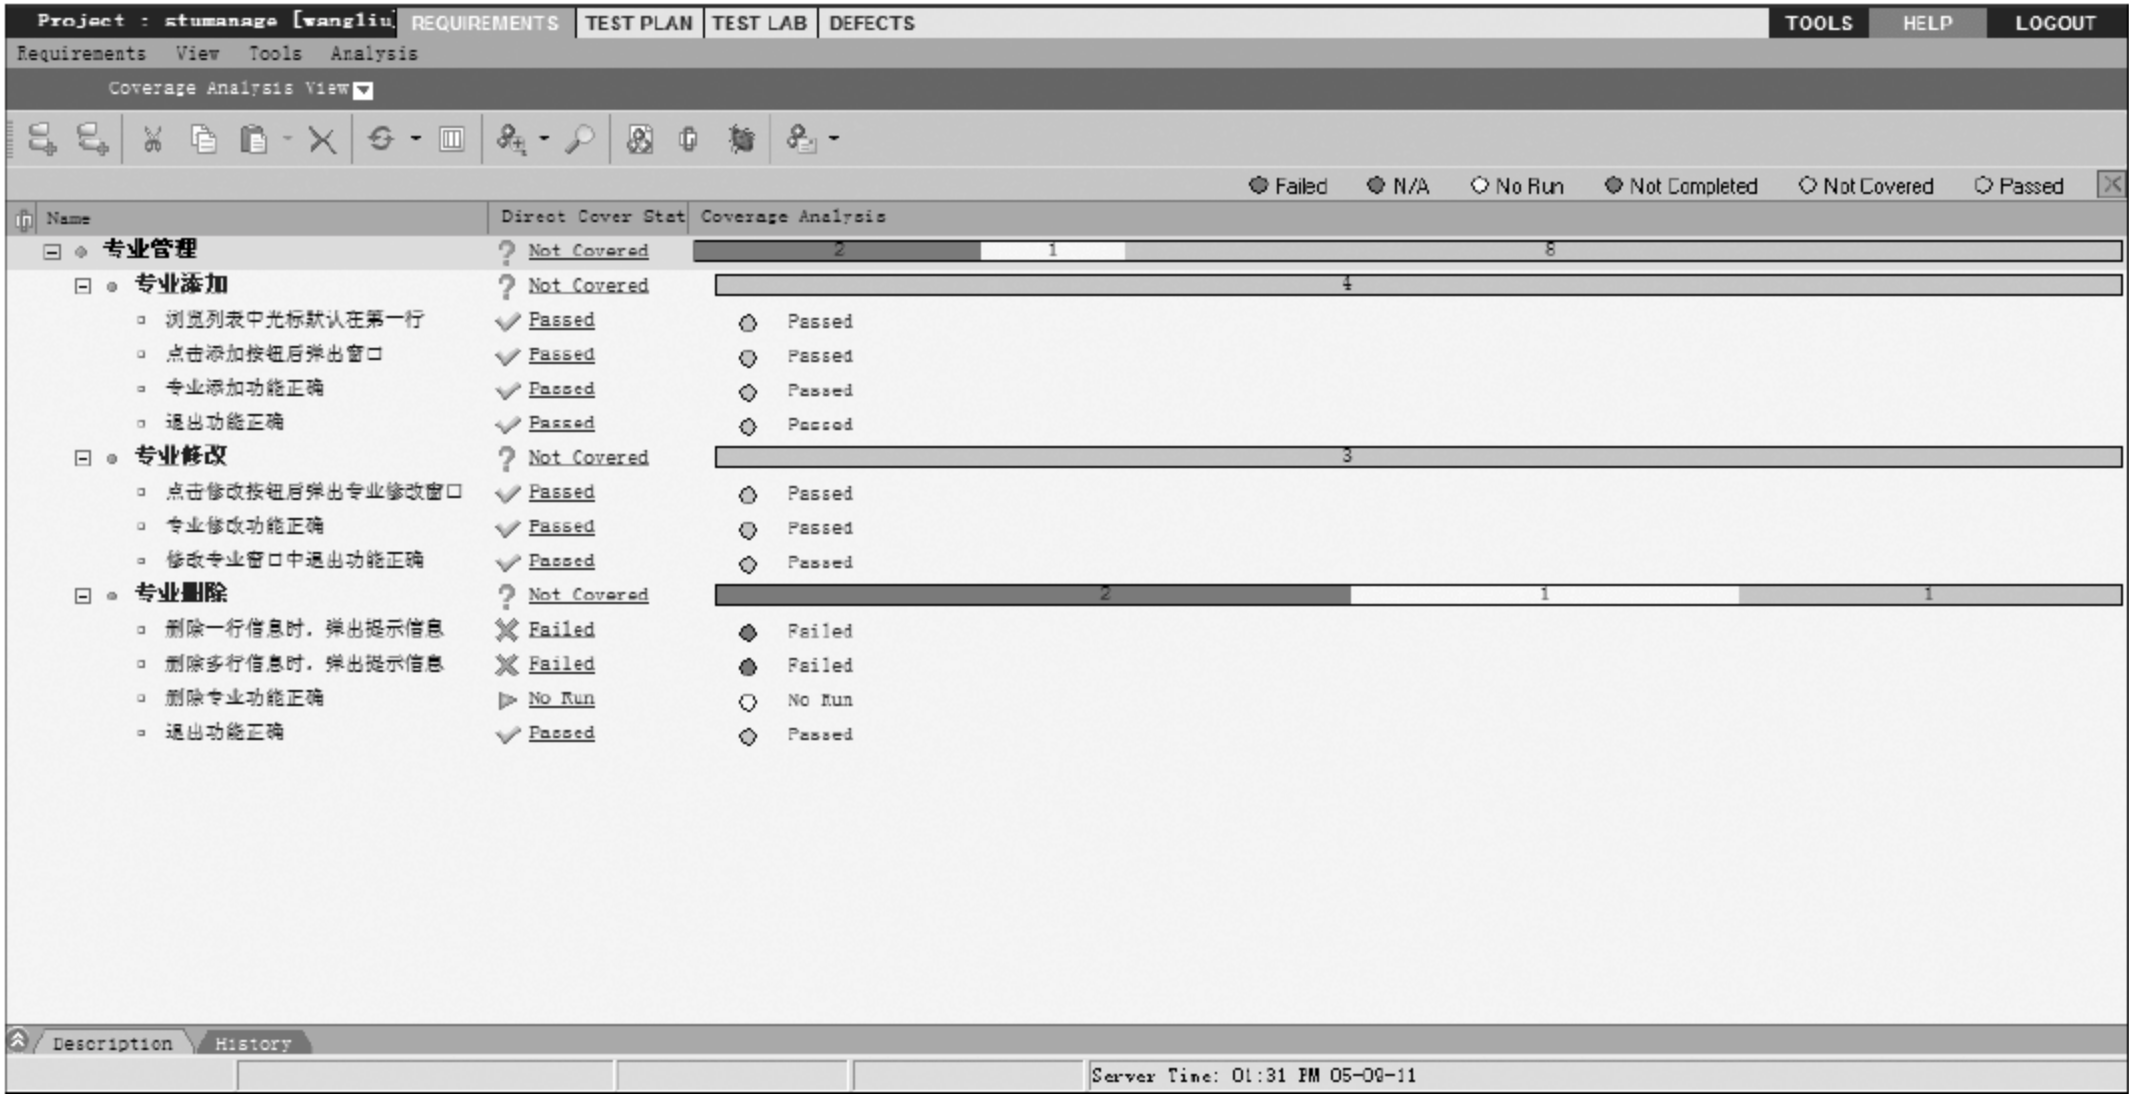 Project : stumanage [wangliu] REQUIREMENTS TEST PLAN TEST LAB DEFECTS TOOLS HELP LOGOUT
Requirements View Tools Analysis
Coverage Analysis View
Failed N/A No Run Not Completed Not Covered Passed
Name Direct Cover Stat Coverage Analysis
专业管理 Not Covered 2 1 8
专业添加 Not Covered 4
浏览列表中光标默认在第一行 Passed Passed
点击添加按钮后弹出窗口 Passed Passed
专业添加功能正确 Passed Passed
退出功能正确 Passed Passed
专业修改 Not Covered 3
点击修改按钮后弹出专业修改窗口 Passed Passed
专业修改功能正确 Passed Passed
修改专业窗口中退出功能正确 Passed Passed
专业删除 Not Covered 2 1 1
删除一行信息时，弹出提示信息 Failed Failed
删除多行信息时，弹出提示信息 Failed Failed
删除专业功能正确 No Run No Run
退出功能正确 Passed Passed
Description History
Server Time: 01:31 PM 05-09-11